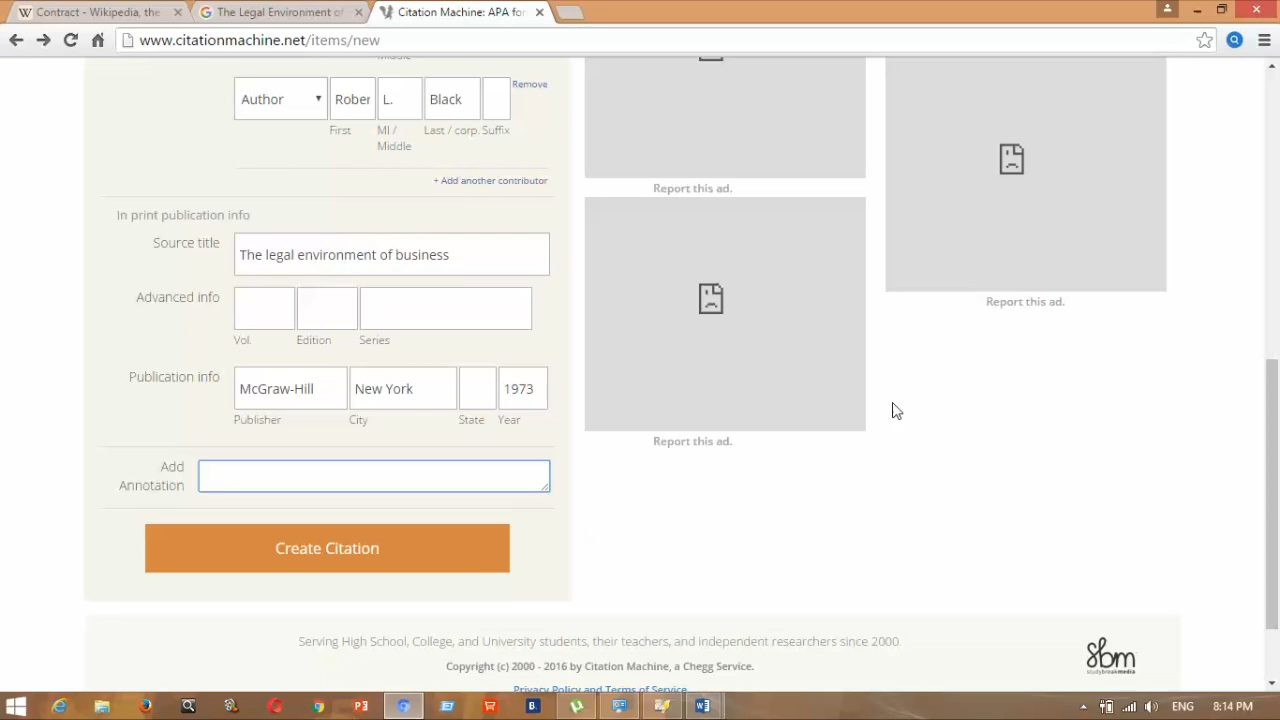 Contract - Wikipedia, the
The Legal Environment of
Citation Machine: APA for
www.citationmachine.net/items/new
Author Rober L. Black Remove
First MI / Middle Last / corp. Suffix
+ Add another contributor
In print publication info
Source title The legal environment of business
Advanced info
Vol. Edition Series
Publication info McGraw-Hill New York 1973
Publisher City State Year
Add Annotation
Create Citation
Report this ad.
Report this ad.
Report this ad.
Serving High School, College, and University students, their teachers, and independent researchers since 2000.
Copyright (c) 2000 - 2016 by Citation Machine, a Chegg Service.
Privacy Policy and Terms of Service
sbm
studybreakmedia
ENG 8:14 PM